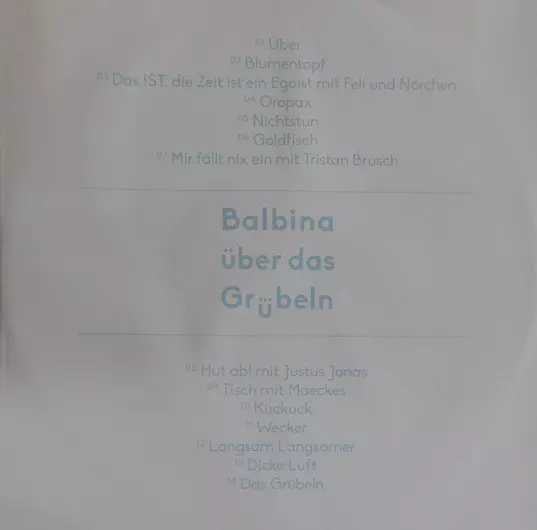 01 Über
02 Blumentopf
03 Das IST, die Zeit ist ein Egoist mit Fell und Norchen
04 Oropax
05 Nichtstun
06 Goldfisch
07 Mir fällt nix ein mit Tristan Brusch
Balbina
über das
Grübeln
08 Hut ab! mit Justus Jonas
09 Tisch mit Maeckes
10 Kuckuck
11 Wecker
12 Langsam Langsamer
13 Dicke Luft
14 Das Grübeln